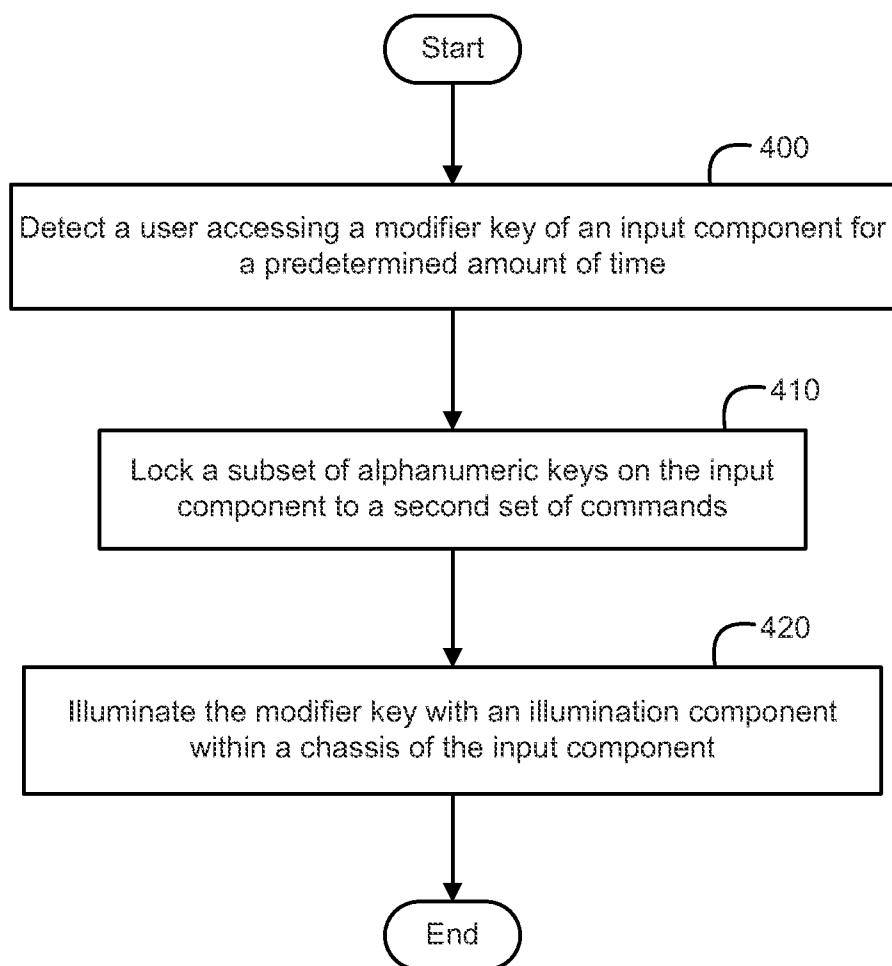 Start
400
Detect a user accessing a modifier key of an input component for
a predetermined amount of time
410
Lock a subset of alphanumeric keys on the input
component to a second set of commands
420
Illuminate the modifier key with an illumination component
within a chassis of the input component
End